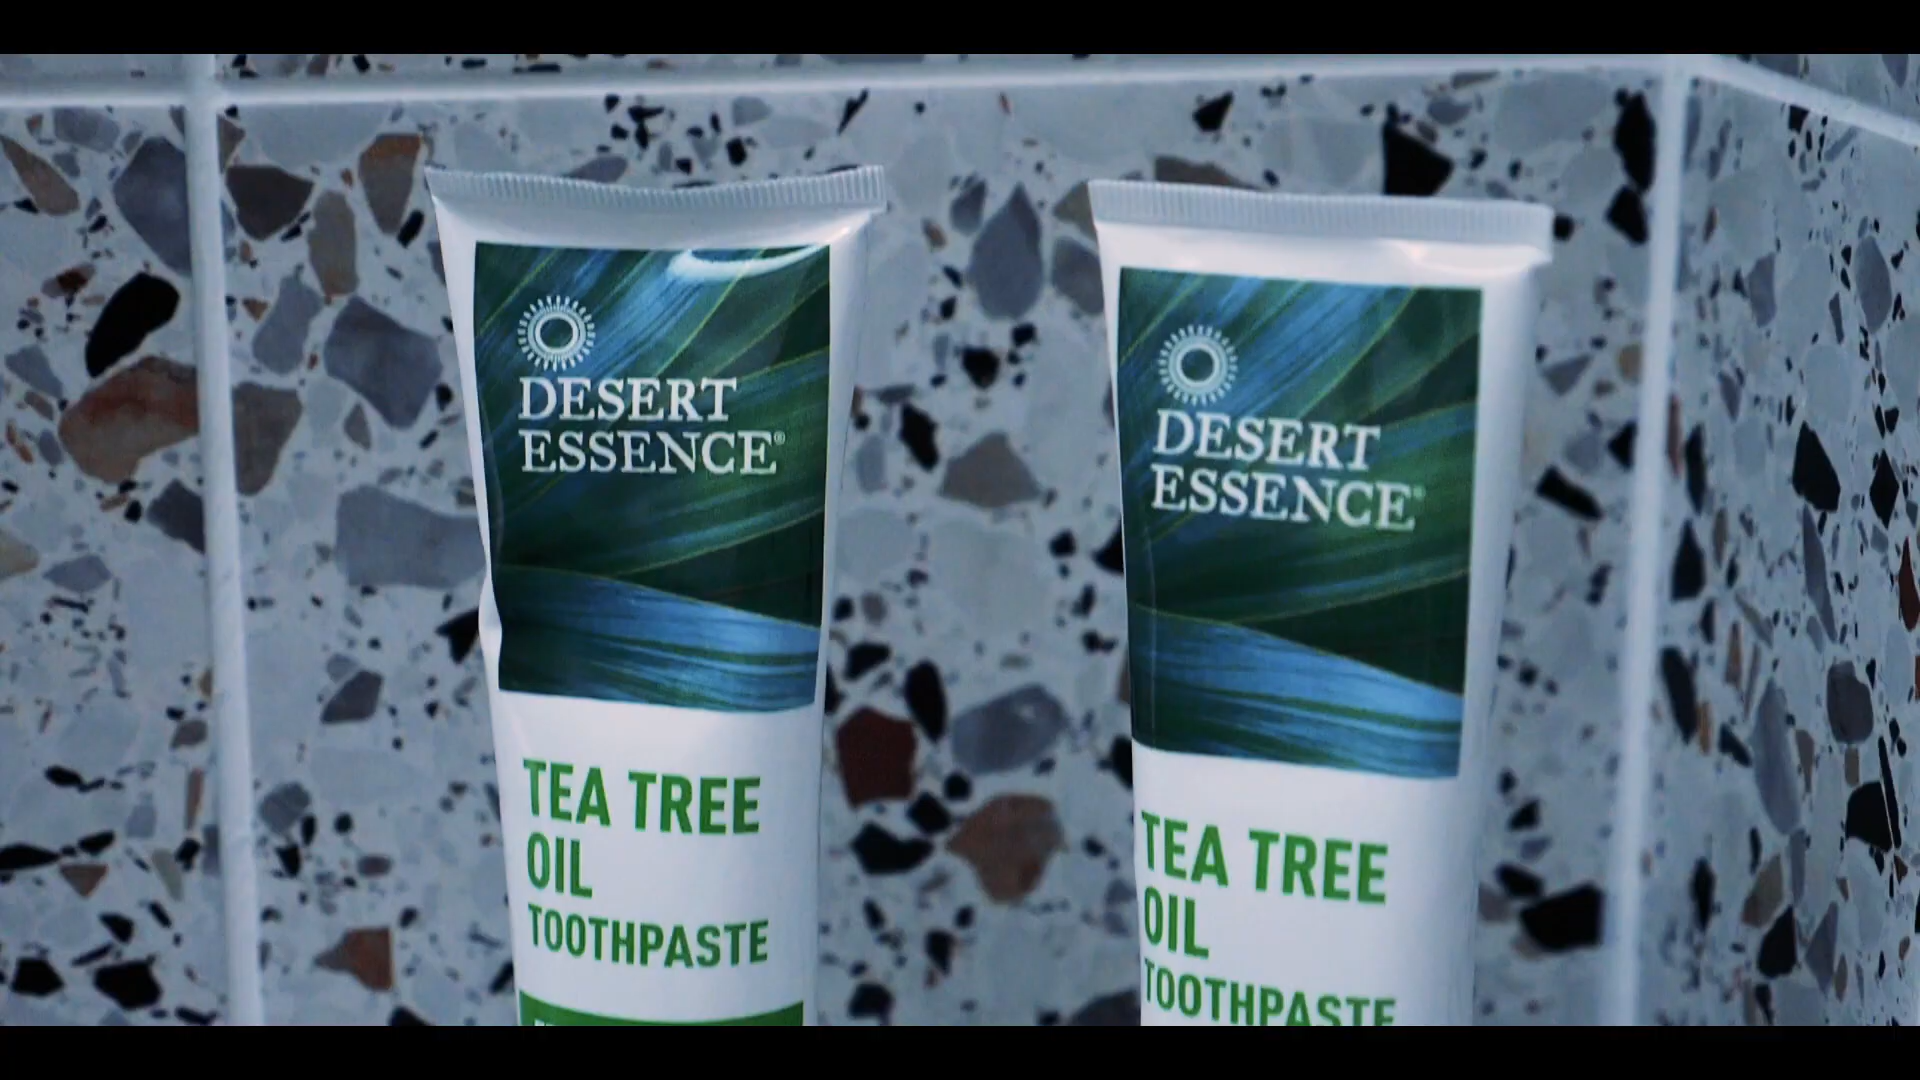 DESERT
ESSENCE®
TEA TREE
OIL
TOOTHPASTE
DESERT
ESSENCE®
TEA TREE
OIL
TOOTHPASTE